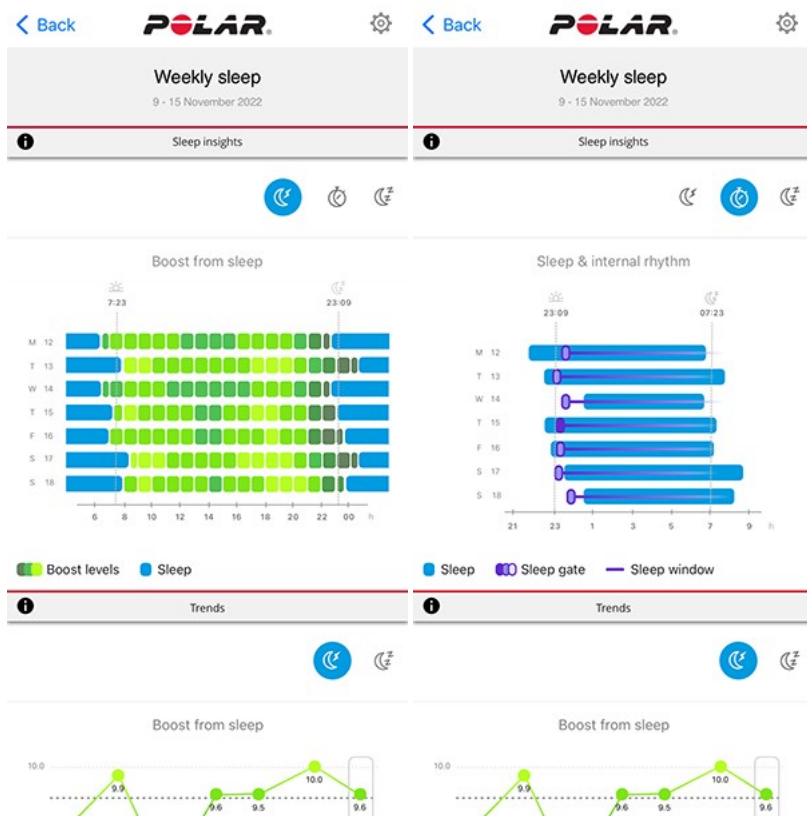 Back
POLAR
Weekly sleep
9 - 15 November 2022
Sleep insights
Boost from sleep
7:23
23:09
M 12
T 13
W 14
T 15
F 16
S 17
S 18
6 8 10 12 14 16 18 20 22 00 h
Boost levels Sleep
Trends
Boost from sleep
10.0
9.9
9.6
9.5
10.0
9.6
Back
POLAR
Weekly sleep
9 - 15 November 2022
Sleep insights
Sleep & internal rhythm
23:09
07:23
M 12
T 13
W 14
T 15
F 16
S 17
S 18
21 23 1 3 5 7 9 h
Sleep Sleep gate Sleep window
Trends
Boost from sleep
10.0
9.9
9.6
9.5
10.0
9.6